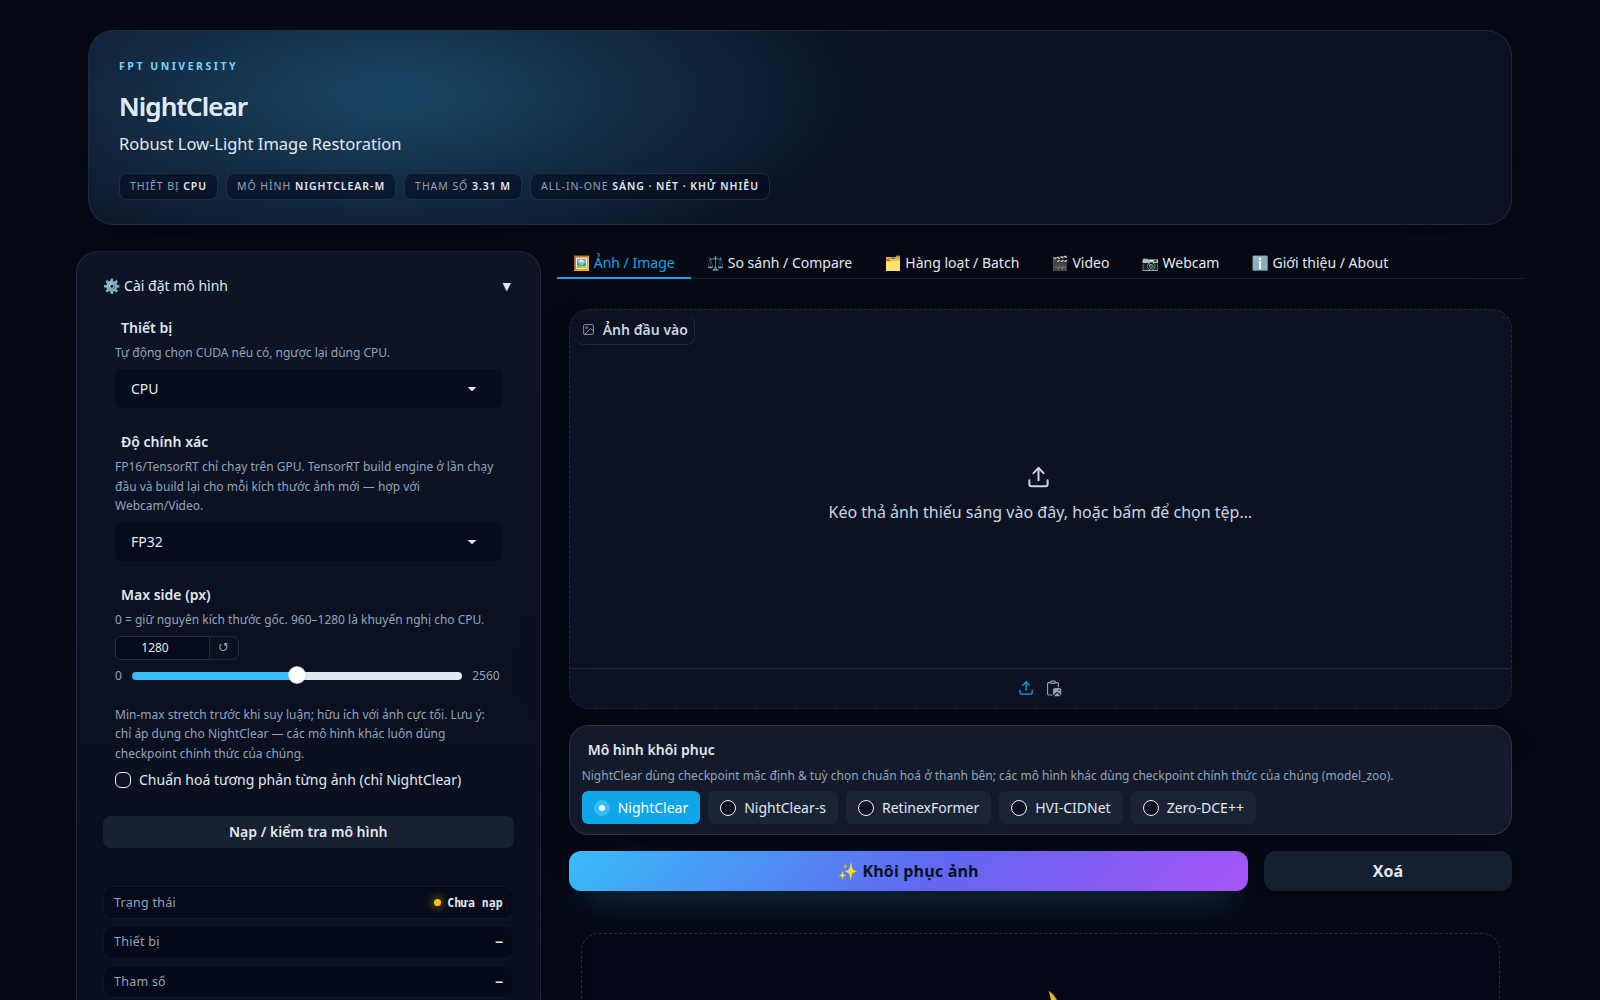 FPT UNIVERSITY
NightClear
Robust Low-Light Image Restoration
THIẾT BỊ CPU
MÔ HÌNH NIGHTCLEAR-M
THAM SỐ 3.31 M
ALL-IN-ONE SÁNG · NÉT · KHỬ NHIỄU
⚙️ Cài đặt mô hình ▼
Thiết bị
Tự động chọn CUDA nếu có, ngược lại dùng CPU.
CPU
Độ chính xác
FP16/TensorRT chỉ chạy trên GPU. TensorRT build engine ở lần chạy
đầu và build lại cho mỗi kích thước ảnh mới — hợp với
Webcam/Video.
FP32
Max side (px)
0 = giữ nguyên kích thước gốc. 960–1280 là khuyến nghị cho CPU.
1280
0 2560
Min-max stretch trước khi suy luận; hữu ích với ảnh cực tối. Lưu ý:
chỉ áp dụng cho NightClear — các mô hình khác luôn dùng
checkpoint chính thức của chúng.
Chuẩn hoá tương phản từng ảnh (chỉ NightClear)
Nạp / kiểm tra mô hình
Trạng thái Chưa nạp
Thiết bị –
Tham số –
🖼️ Ảnh / Image
⚖️ So sánh / Compare
🗂️ Hàng loạt / Batch
🎬 Video
📷 Webcam
ℹ️ Giới thiệu / About
Ảnh đầu vào
Kéo thả ảnh thiếu sáng vào đây, hoặc bấm để chọn tệp...
Mô hình khôi phục
NightClear dùng checkpoint mặc định & tuỳ chọn chuẩn hoá ở thanh bên; các mô hình khác dùng checkpoint chính thức của chúng (model_zoo).
NightClear
NightClear-s
RetinexFormer
HVI-CIDNet
Zero-DCE++
✨ Khôi phục ảnh
Xoá